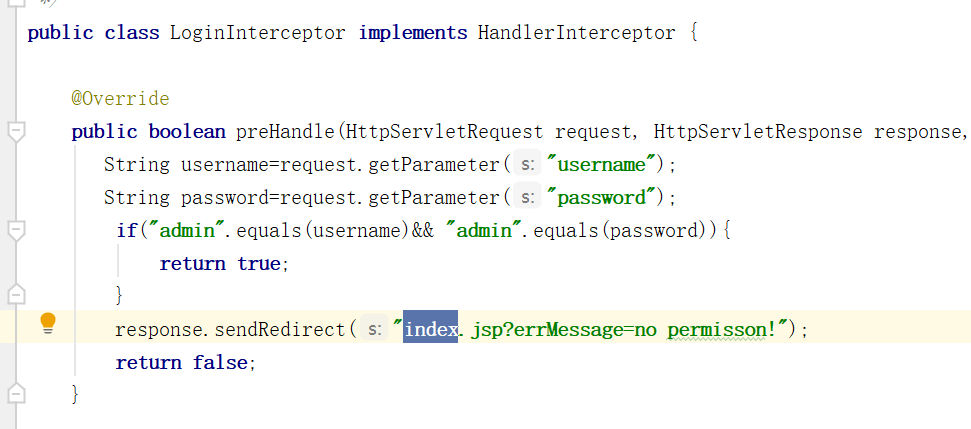 */
public class LoginInterceptor implements HandlerInterceptor {
@Override
public boolean preHandle(HttpServletRequest request, HttpServletResponse response,
String username=request.getParameter( s: "username");
String password=request.getParameter( s: "password");
if("admin".equals(username)&& "admin".equals(password)){
return true;
}
response.sendRedirect( s: "index.jsp?errMessage=no permisson!");
return false;
}